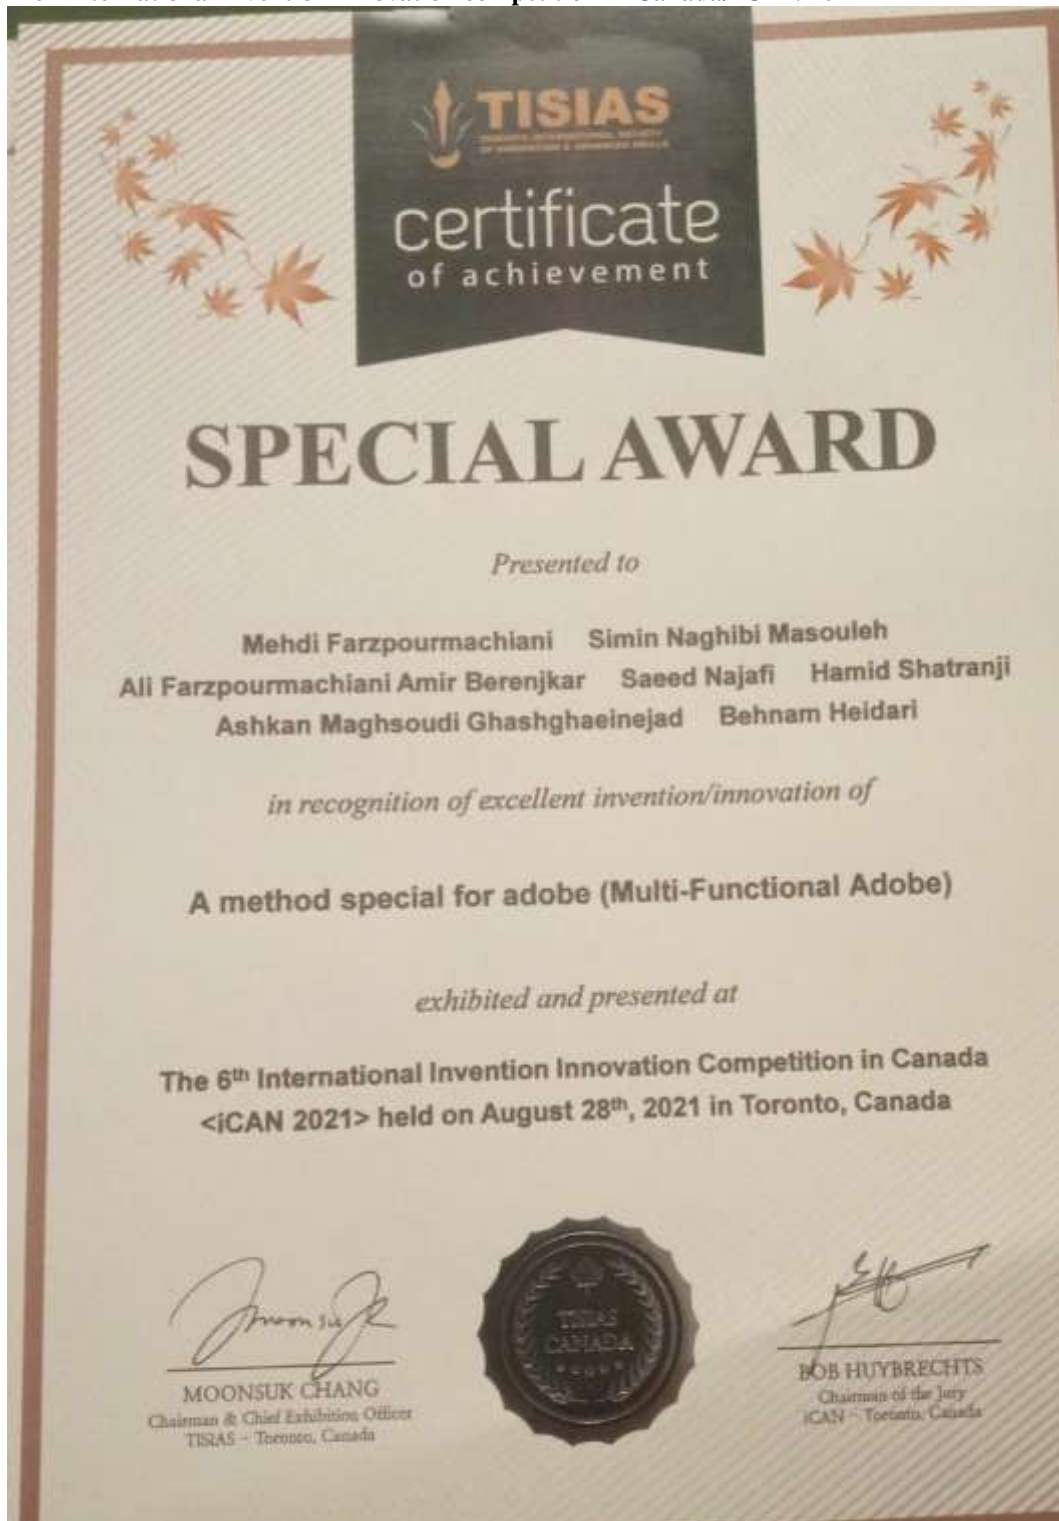 TISIAS
certificate
of achievement
SPECIAL AWARD
Presented to
Mehdi Farzpourmachiani Simin Naghibi Masouleh
Ali Farzpourmachiani Amir Berenjkar Saeed Najafi Hamid Shatranji
Ashkan Maghsoudi Ghashghaeinejad Behnam Heidari
in recognition of excellent invention/innovation of
A method special for adobe (Multi-Functional Adobe)
exhibited and presented at
The 6th International Invention Innovation Competition in Canada
<iCAN 2021> held on August 28th, 2021 in Toronto, Canada
MOONSUK CHANG
Chairman & Chief Exhibition Officer
TISIAS - Toronto, Canada
TISIAS
CANADA
BOB HUYBRECHTS
Chairman of the Jury
iCAN - Toronto, Canada